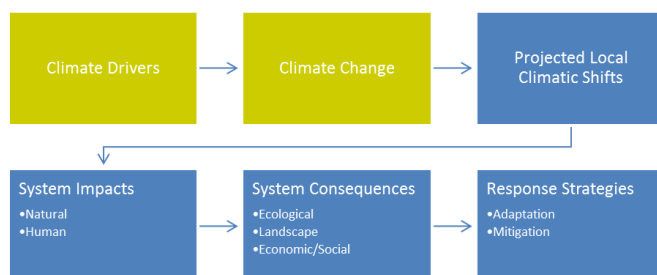 Climate Drivers
Climate Change
Projected Local
Climatic Shifts
System Impacts
•Natural
•Human
System Consequences
•Ecological
•Landscape
•Economic/Social
Response Strategies
•Adaptation
•Mitigation